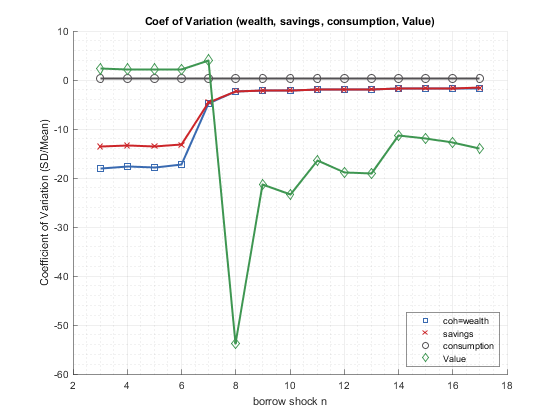 Coef of Variation (wealth, savings, consumption, Value)
10
0
-10
-20
-30
-40
-50
-60
Coefficient of Variation (SD/Mean)
2
4
6
8
10
12
14
16
18
borrow shock n
coh=wealth
savings
consumption
Value